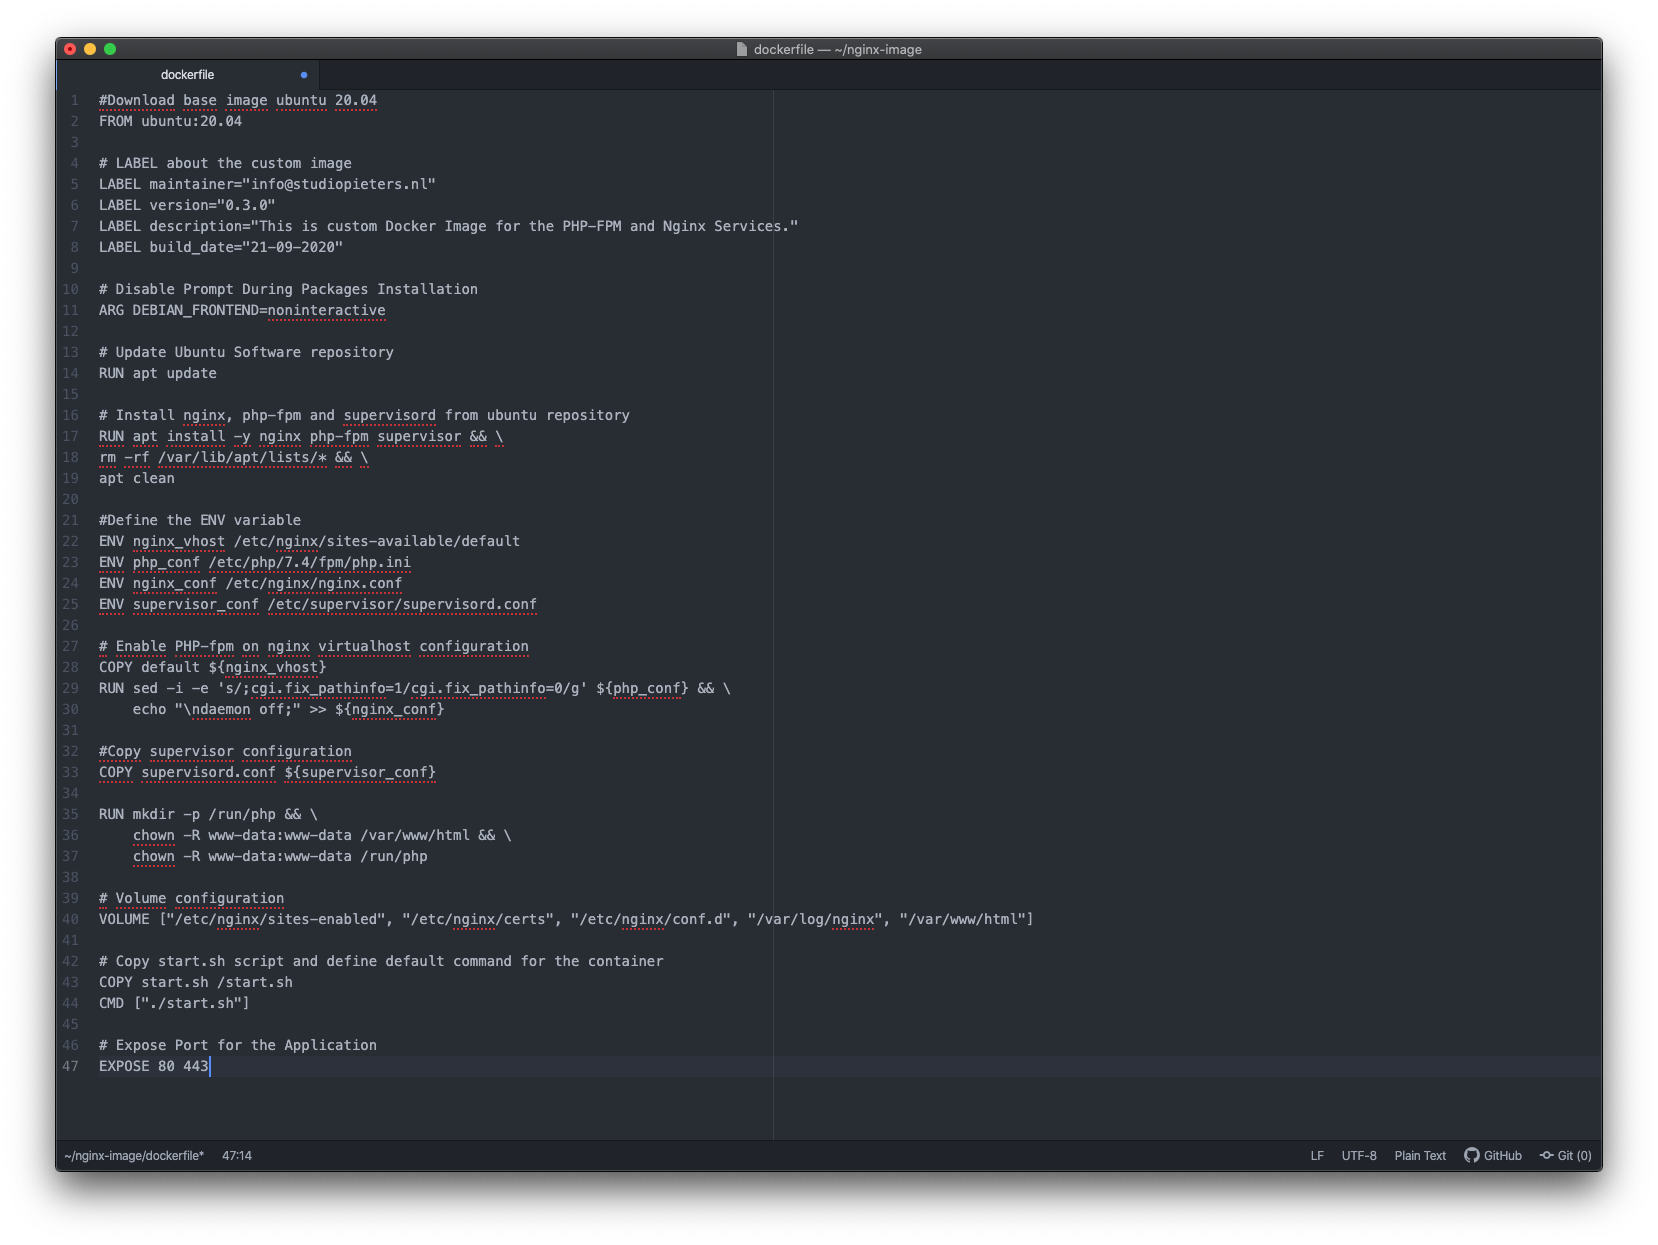 dockerfile — ~/nginx-image
dockerfile
1 #Download base image ubuntu 20.04
2 FROM ubuntu:20.04
3
4 # LABEL about the custom image
5 LABEL maintainer="info@studiopieters.nl"
6 LABEL version="0.3.0"
7 LABEL description="This is custom Docker Image for the PHP-FPM and Nginx Services."
8 LABEL build_date="21-09-2020"
9
10 # Disable Prompt During Packages Installation
11 ARG DEBIAN_FRONTEND=noninteractive
12
13 # Update Ubuntu Software repository
14 RUN apt update
15
16 # Install nginx, php-fpm and supervisord from ubuntu repository
17 RUN apt install -y nginx php-fpm supervisor && \
18 rm -rf /var/lib/apt/lists/* && \
19 apt clean
20
21 #Define the ENV variable
22 ENV nginx_vhost /etc/nginx/sites-available/default
23 ENV php_conf /etc/php/7.4/fpm/php.ini
24 ENV nginx_conf /etc/nginx/nginx.conf
25 ENV supervisor_conf /etc/supervisor/supervisord.conf
26
27 # Enable PHP-fpm on nginx virtualhost configuration
28 COPY default ${nginx_vhost}
29 RUN sed -i -e 's/;cgi.fix_pathinfo=1/cgi.fix_pathinfo=0/g' ${php_conf} && \
30     echo "\ndaemon off;" >> ${nginx_conf}
31
32 #Copy supervisor configuration
33 COPY supervisord.conf ${supervisor_conf}
34
35 RUN mkdir -p /run/php && \
36     chown -R www-data:www-data /var/www/html && \
37     chown -R www-data:www-data /run/php
38
39 # Volume configuration
40 VOLUME ["/etc/nginx/sites-enabled", "/etc/nginx/certs", "/etc/nginx/conf.d", "/var/log/nginx", "/var/www/html"]
41
42 # Copy start.sh script and define default command for the container
43 COPY start.sh /start.sh
44 CMD ["./start.sh"]
45
46 # Expose Port for the Application
47 EXPOSE 80 443
~/nginx-image/dockerfile* 47:14 LF UTF-8 Plain Text GitHub Git (0)